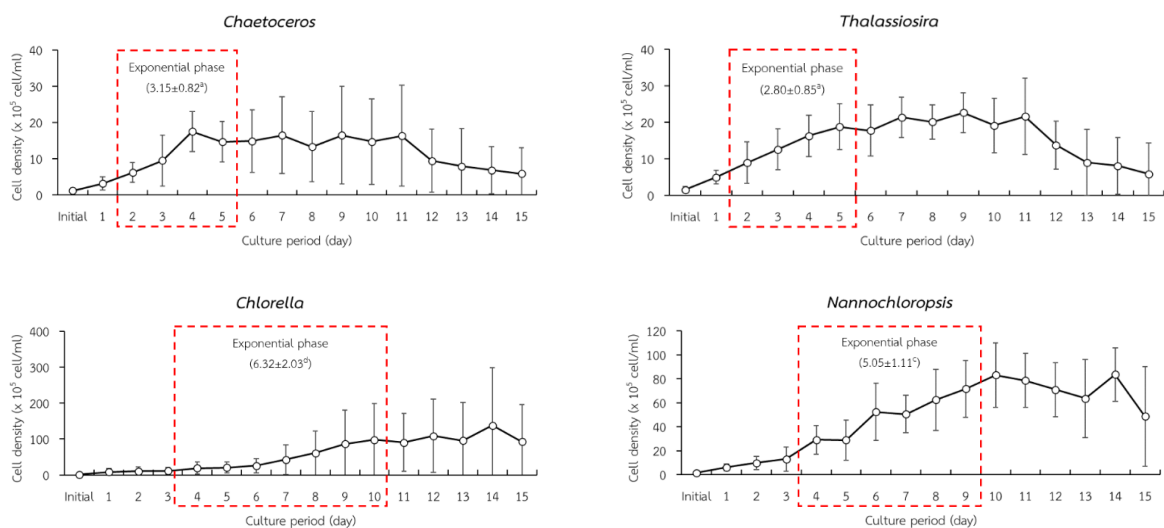 Chaetoceros
Cell density (x 10⁵ cell/ml)
40
30
20
10
0
Exponential phase
(3.15±0.82ᵃ)
Initial 1 2 3 4 5 6 7 8 9 10 11 12 13 14 15
Culture period (day)
Thalassiosira
Cell density (x 10⁵ cell/ml)
40
30
20
10
0
Exponential phase
(2.80±0.85ᵃ)
Initial 1 2 3 4 5 6 7 8 9 10 11 12 13 14 15
Culture period (day)
Chlorella
Cell density (x 10⁵ cell/ml)
400
300
200
100
0
Exponential phase
(6.32±2.03ᵈ)
Initial 1 2 3 4 5 6 7 8 9 10 11 12 13 14 15
Culture period (day)
Nannochloropsis
Cell density (x 10⁵ cell/ml)
120
100
80
60
40
20
0
Exponential phase
(5.05±1.11ᶜ)
Initial 1 2 3 4 5 6 7 8 9 10 11 12 13 14 15
Culture period (day)